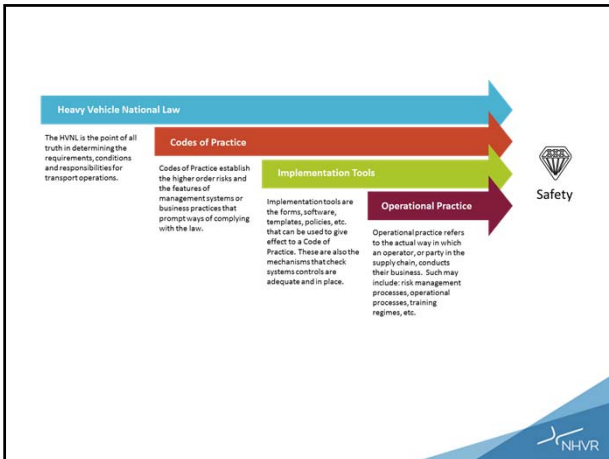 Heavy Vehicle National Law
The HVNL is the point of all
truth in determining the
requirements, conditions
and responsibilities for
transport operations.
Codes of Practice
Codes of Practice establish
the higher order risks and
the features of
management systems or
business practices that
prompt ways of complying
with the law.
Implementation Tools
Implementation tools are
the forms, software,
templates, policies, etc.
that can be used to give
effect to a Code of
Practice. These are also the
mechanisms that check
systems controls are
adequate and in place.
Operational Practice
Operational practice refers
to the actual way in which
an operator, or party in the
supply chain, conducts
their business. Such may
include: risk management
processes, operational
processes, training
regimes, etc.
Safety
NHVR